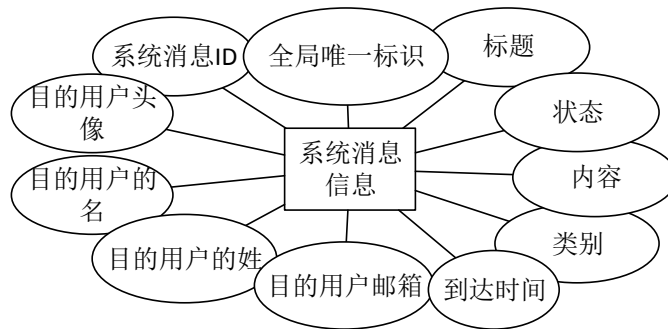 系统消息ID
全局唯一标识
标题
目的用户头
像
状态
系统消息
信息
内容
目的用户的
名
类别
目的用户的姓
目的用户邮箱
到达时间